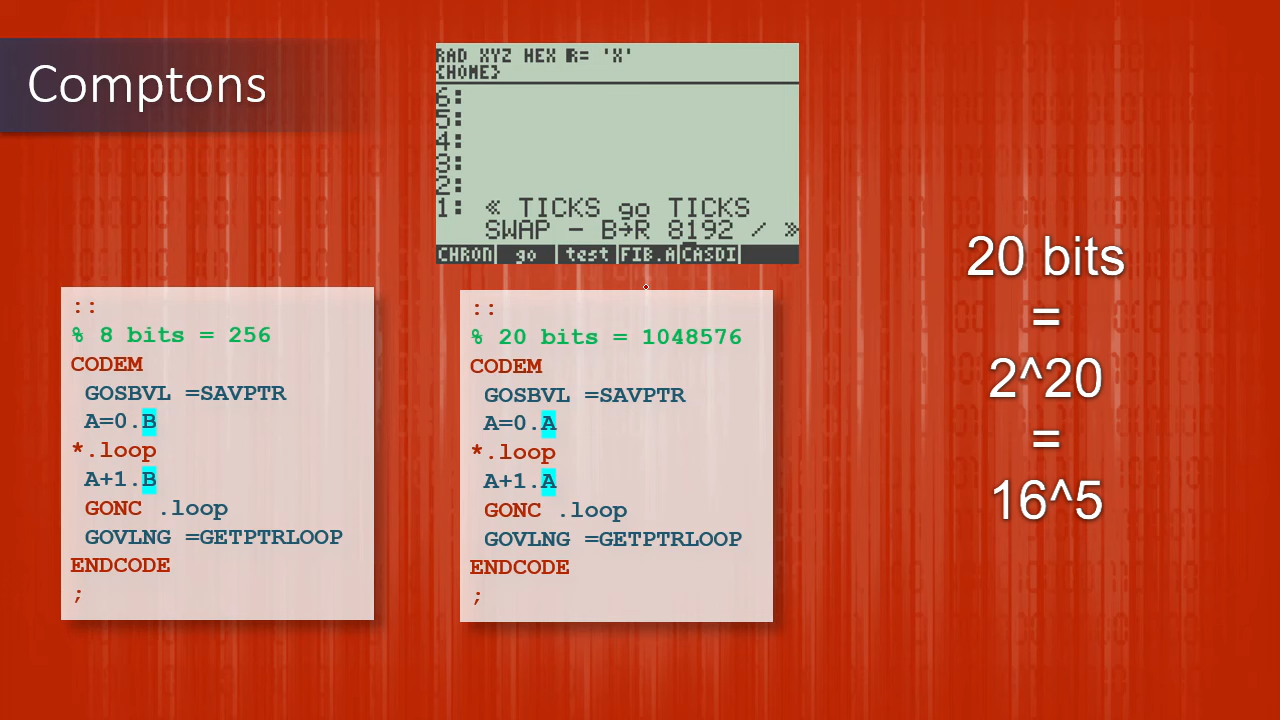 Comptons
RAD XYZ HEX R= 'X'
{HOME}
6:
5:
4:
3:
2:
1: « TICKS go TICKS
SWAP - B→R 8192 / »
CHRON go test FIB.A CASDI
::
% 8 bits = 256
CODEM
GOSBVL =SAVPTR
A=0.B
*.loop
A+1.B
GONC .loop
GOVLNG =GETPTRLOOP
ENDCODE
;
::
% 20 bits = 1048576
CODEM
GOSBVL =SAVPTR
A=0.A
*.loop
A+1.A
GONC .loop
GOVLNG =GETPTRLOOP
ENDCODE
;
20 bits
=
2^20
=
16^5